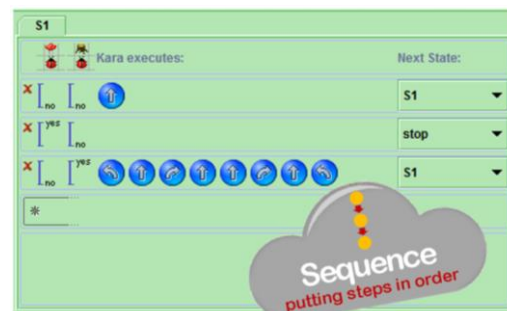 S1
Kara executes: Next State:
no no S1
yes no stop
no yes S1
Sequence
putting steps in order